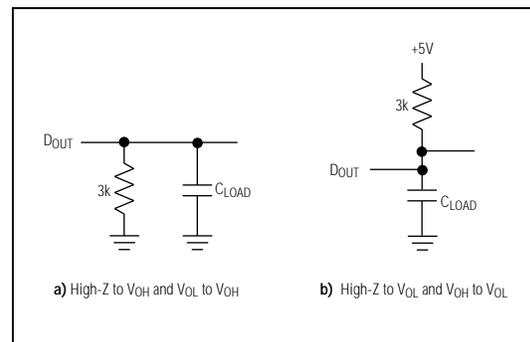 DOUT
3k
CLOAD
a) High-Z to VOH and VOL to VOH
+5V
3k
DOUT
CLOAD
b) High-Z to VOL and VOH to VOL